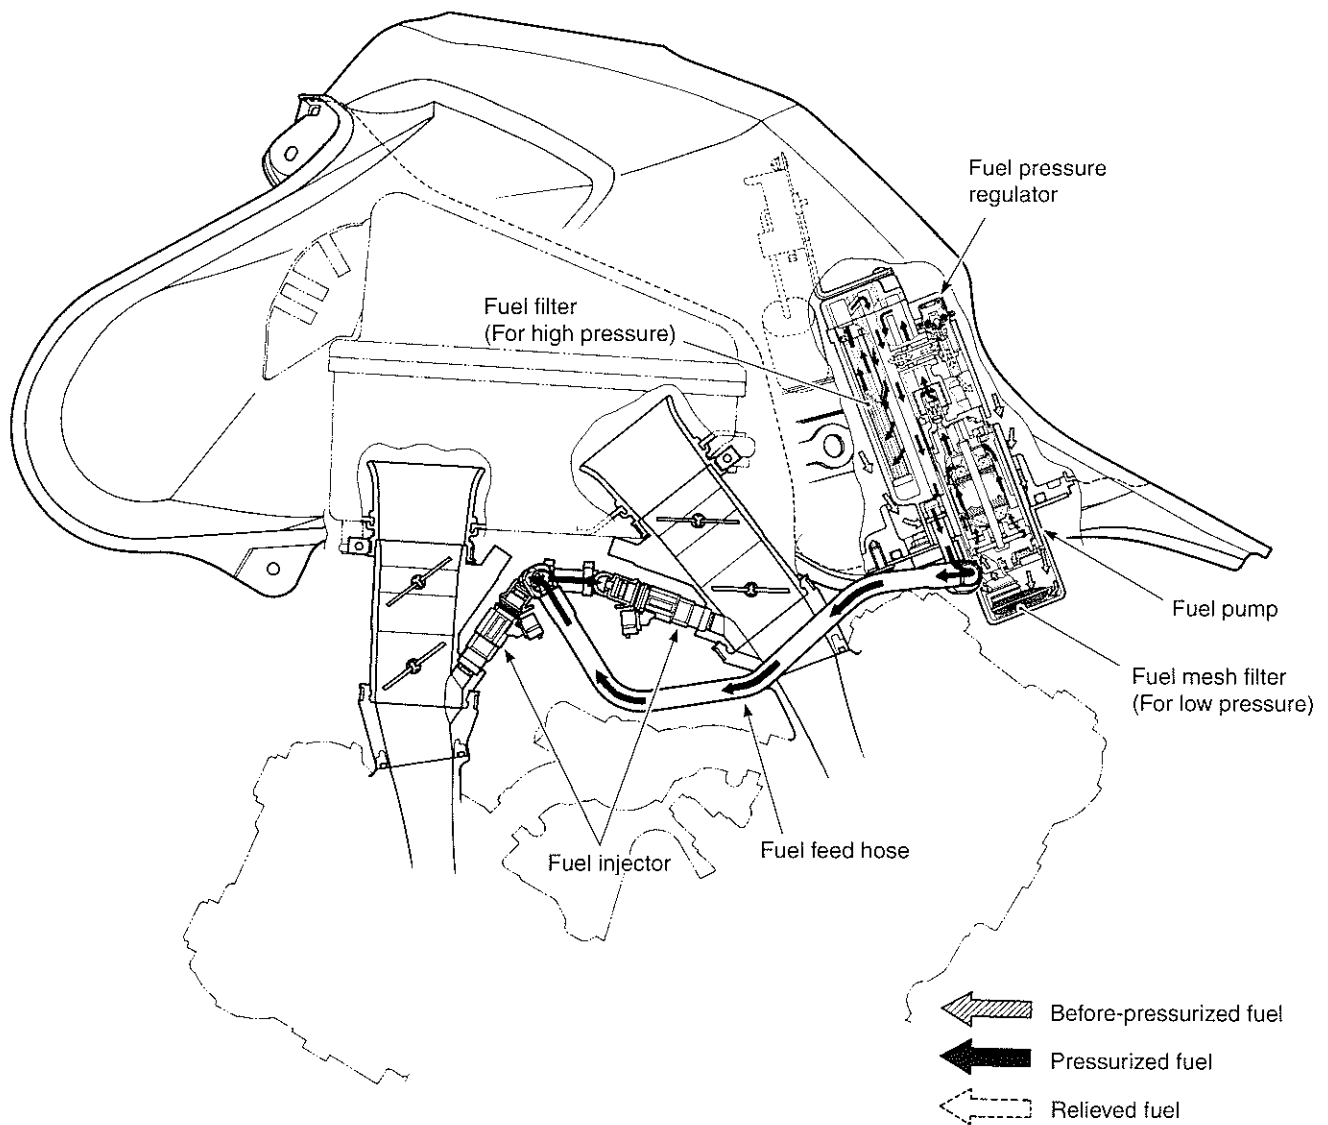 Fuel pressure
regulator
Fuel filter
(For high pressure)
Fuel pump
Fuel mesh filter
(For low pressure)
Fuel feed hose
Fuel injector
Before-pressurized fuel
Pressurized fuel
Relieved fuel